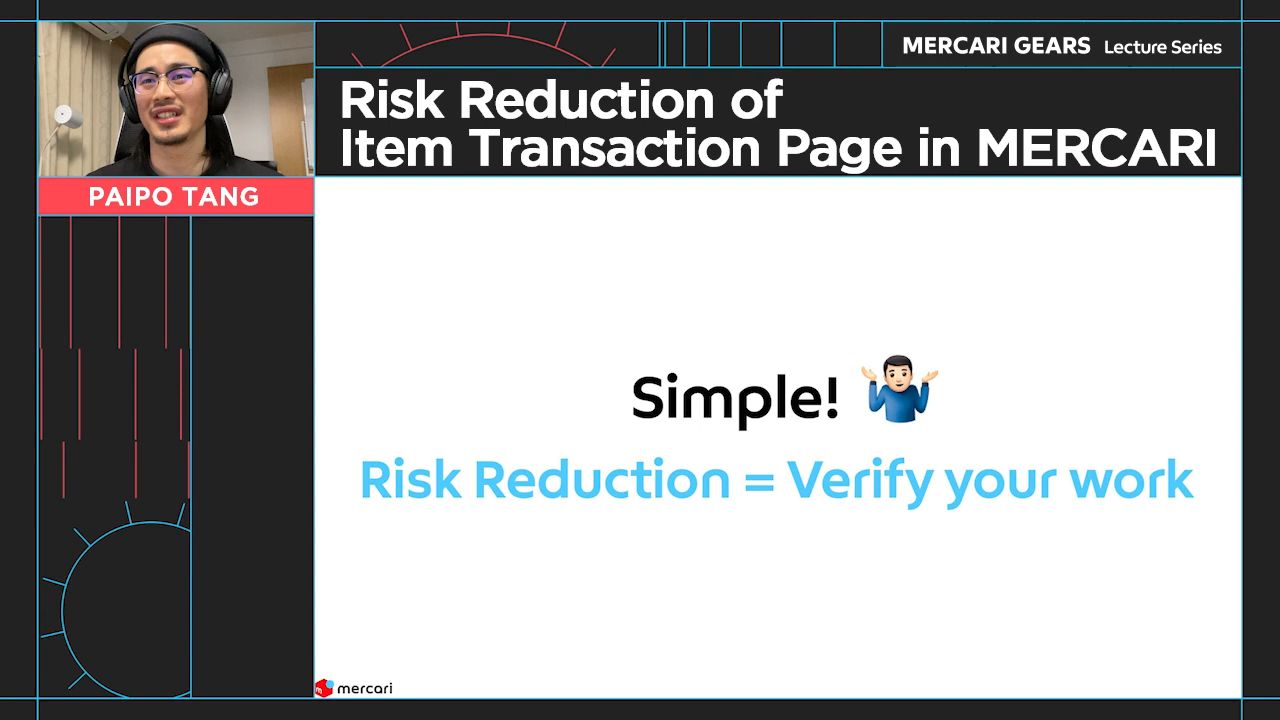 MERCARI GEARS Lecture Series
Risk Reduction of
Item Transaction Page in MERCARI
PAIPO TANG
Simple! 🤷🏻‍♂️
Risk Reduction = Verify your work
mercari